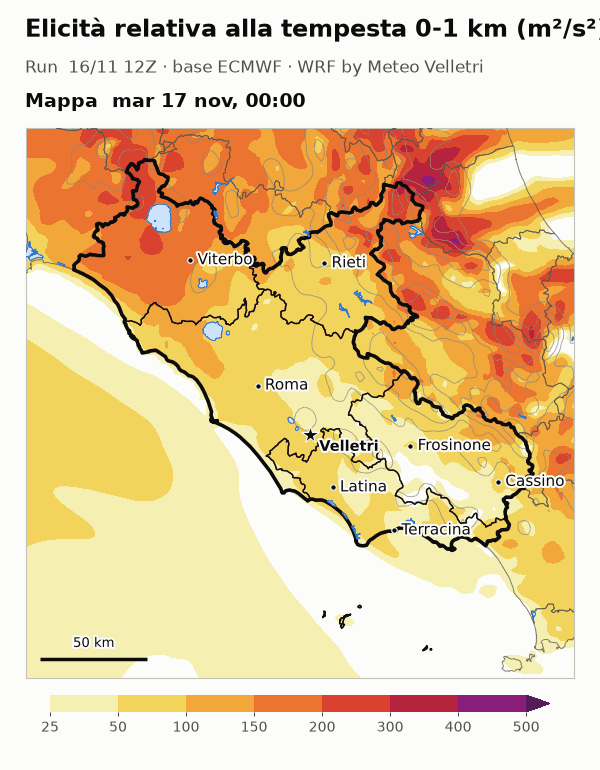 Elicità relativa alla tempesta 0-1 km (m²/s²)
Run 16/11 12Z · base ECMWF · WRF by Meteo Velletri
Mappa mar 17 nov, 00:00
Viterbo
Rieti
Roma
Velletri
Frosinone
Cassino
Latina
Terracina
50 km
25 50 100 150 200 300 400 500